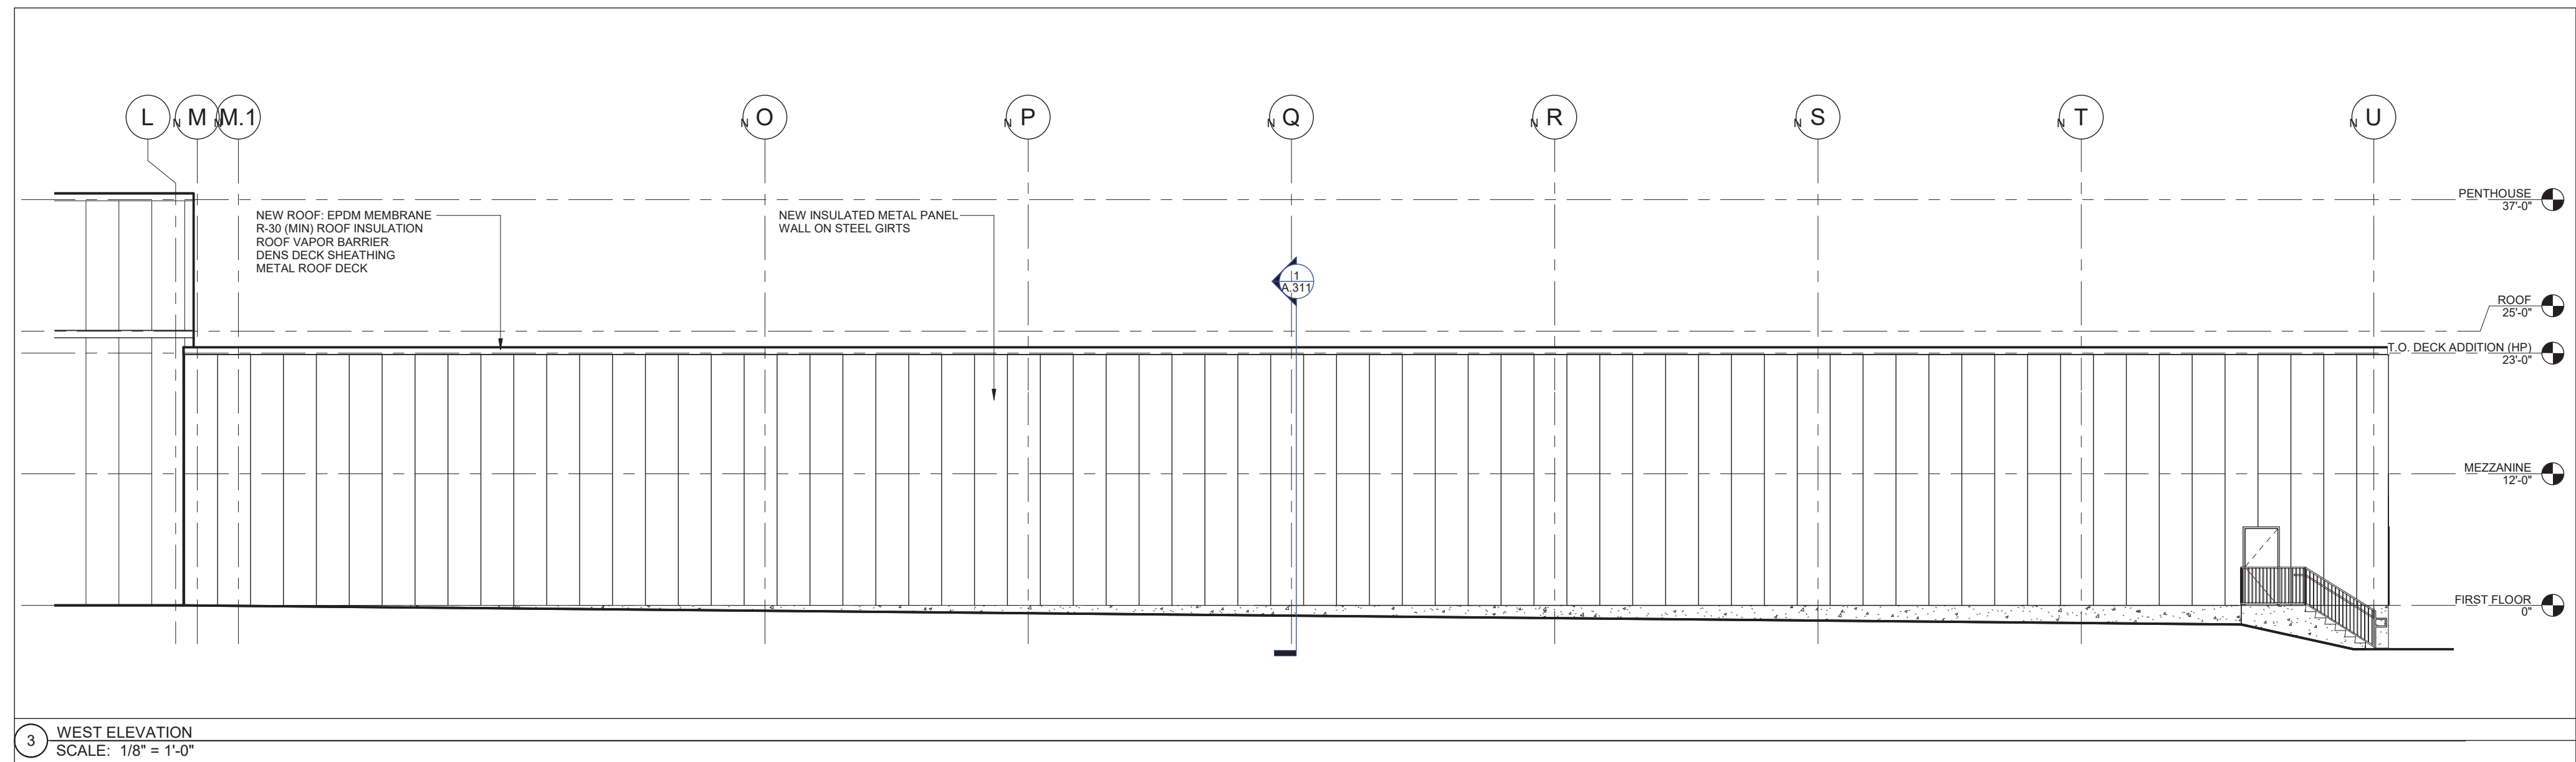 L
N M
N M.1
N O
N P
N Q
N R
N S
N T
N U
PENTHOUSE
37'-0"
NEW ROOF: EPDM MEMBRANE
R-30 (MIN) ROOF INSULATION
ROOF VAPOR BARRIER
DENS DECK SHEATHING
METAL ROOF DECK
NEW INSULATED METAL PANEL
WALL ON STEEL GIRTS
1
A.311
ROOF
25'-0"
T.O. DECK ADDITION (HP)
23'-0"
MEZZANINE
12'-0"
FIRST FLOOR
0"
3
WEST ELEVATION
SCALE: 1/8" = 1'-0"